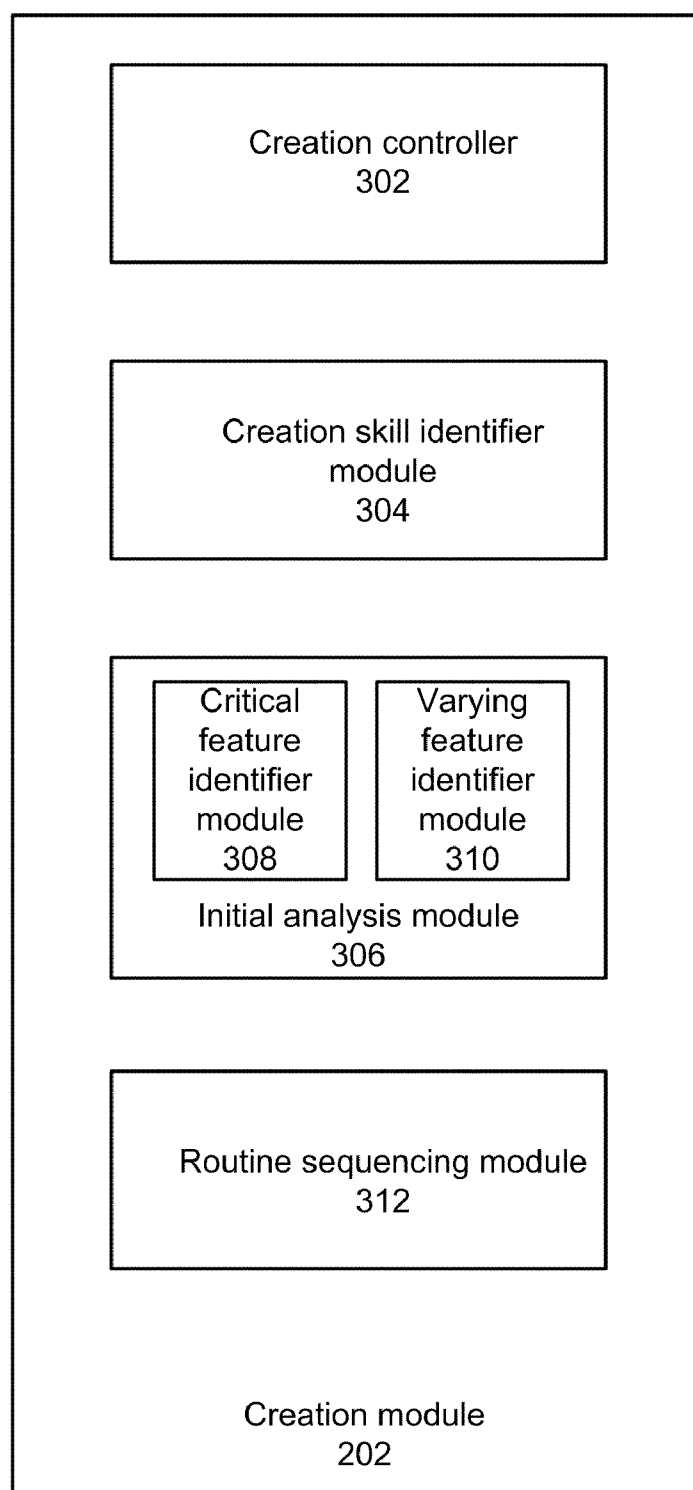 Creation controller
302
Creation skill identifier
module
304
Critical
feature
identifier
module
308
Varying
feature
identifier
module
310
Initial analysis module
306
Routine sequencing module
312
Creation module
202